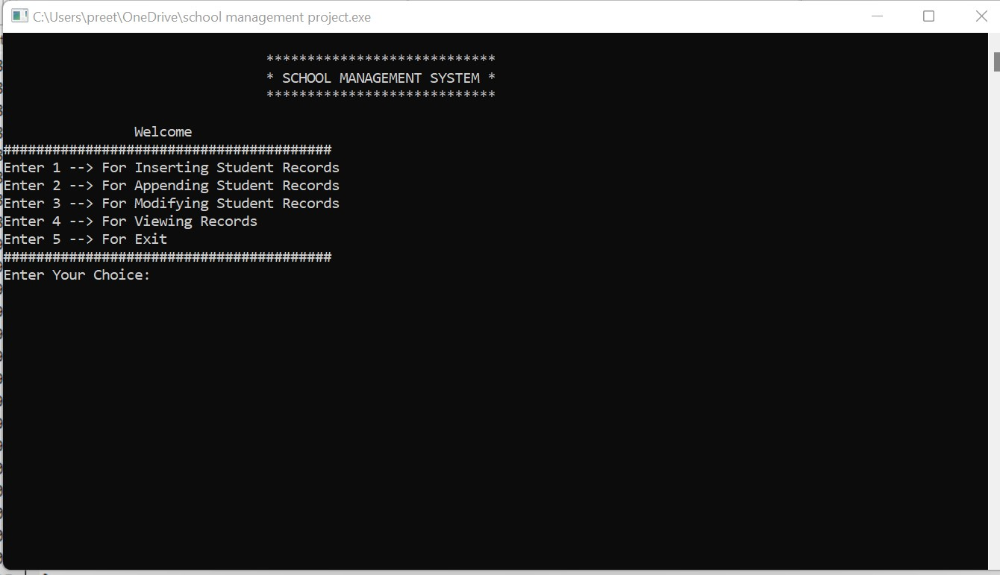 C:\Users\preet\OneDrive\school management project.exe
****************************
* SCHOOL MANAGEMENT SYSTEM *
****************************
Welcome
########################################
Enter 1 --> For Inserting Student Records
Enter 2 --> For Appending Student Records
Enter 3 --> For Modifying Student Records
Enter 4 --> For Viewing Records
Enter 5 --> For Exit
########################################
Enter Your Choice: